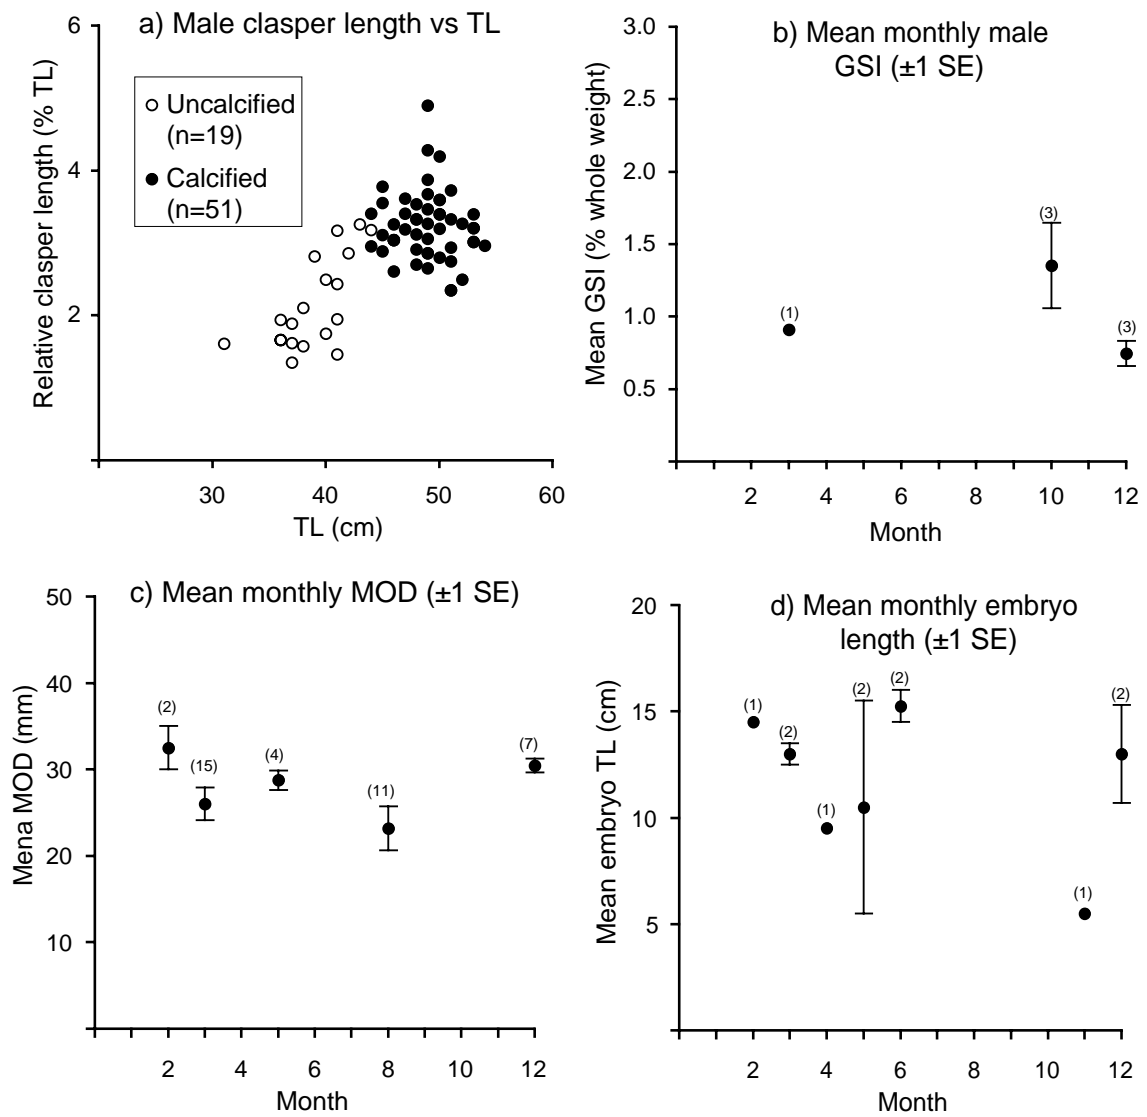 a) Male clasper length vs TL
Relative clasper length (% TL)
6
4
2
Uncalcified
(n=19)
Calcified
(n=51)
30 40 50 60
TL (cm)
b) Mean monthly male
GSI (±1 SE)
Mean GSI (% whole weight)
3.0
2.5
2.0
1.5
1.0
0.5
(1)
(3)
(3)
2 4 6 8 10 12
Month
c) Mean monthly MOD (±1 SE)
Mena MOD (mm)
50
40
30
20
10
(2)
(15)
(4)
(11)
(7)
2 4 6 8 10 12
Month
d) Mean monthly embryo
length (±1 SE)
Mean embryo TL (cm)
20
15
10
5
(1)
(2)
(1)
(2)
(2)
(1)
(2)
2 4 6 8 10 12
Month